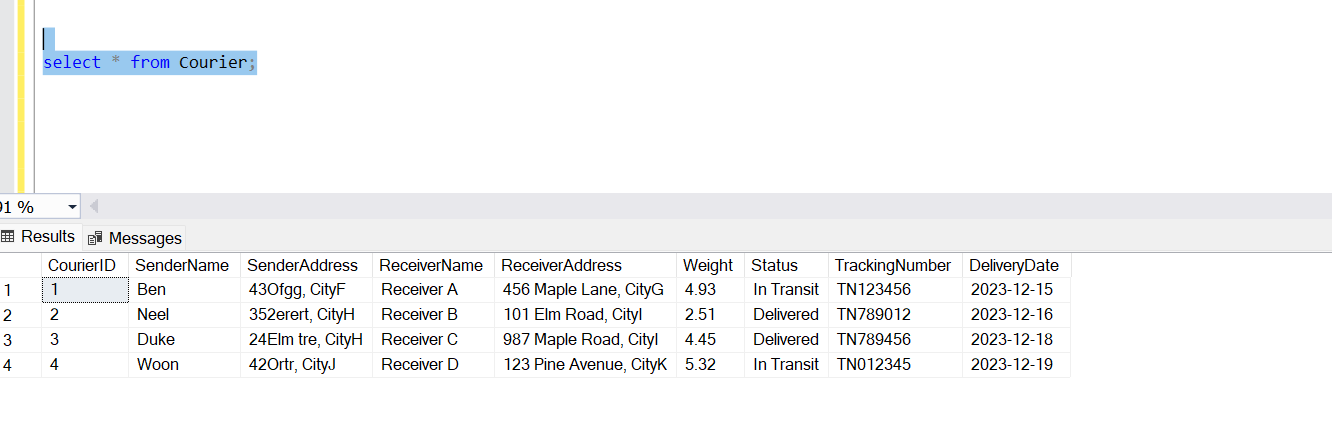 select * from Courier;
91 %
Results Messages
CourierID SenderName SenderAddress ReceiverName ReceiverAddress Weight Status TrackingNumber DeliveryDate
1 1 Ben 43Ofgg, CityF Receiver A 456 Maple Lane, CityG 4.93 In Transit TN123456 2023-12-15
2 2 Neel 352erert, CityH Receiver B 101 Elm Road, CityI 2.51 Delivered TN789012 2023-12-16
3 3 Duke 24Elm tre, CityH Receiver C 987 Maple Road, CityI 4.45 Delivered TN789456 2023-12-18
4 4 Woon 42Ortr, CityJ Receiver D 123 Pine Avenue, CityK 5.32 In Transit TN012345 2023-12-19